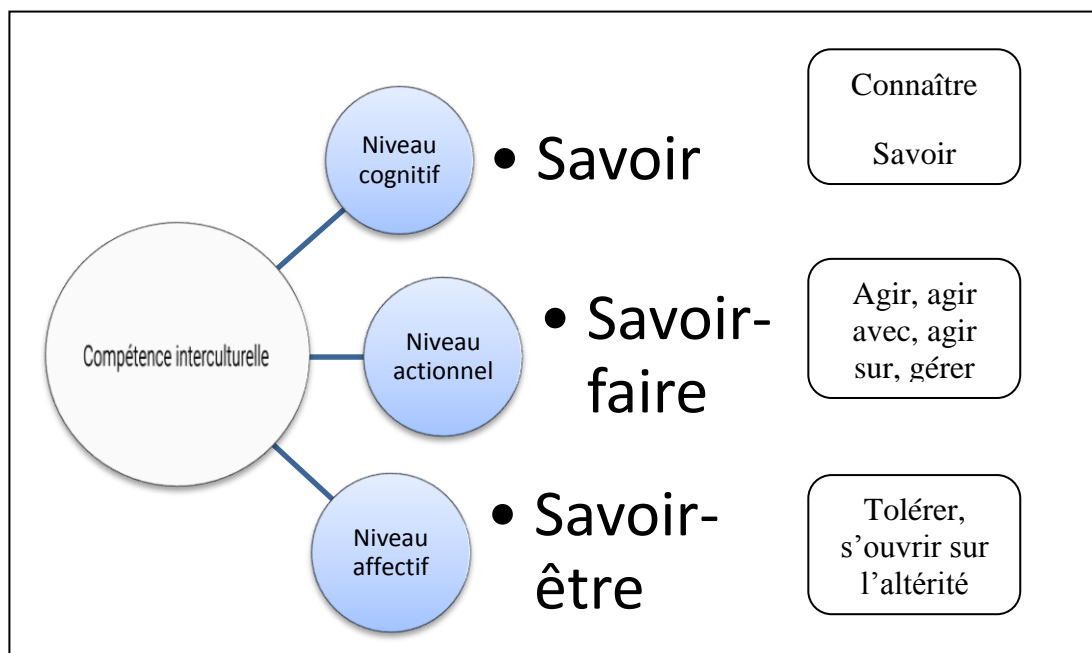 Compétence interculturelle
Niveau
cognitif
• Savoir
Connaître
Savoir
Niveau
actionnel
• Savoir-
faire
Agir, agir
avec, agir
sur, gérer
Niveau
affectif
• Savoir-
être
Tolérer,
s’ouvrir sur
l’altérité